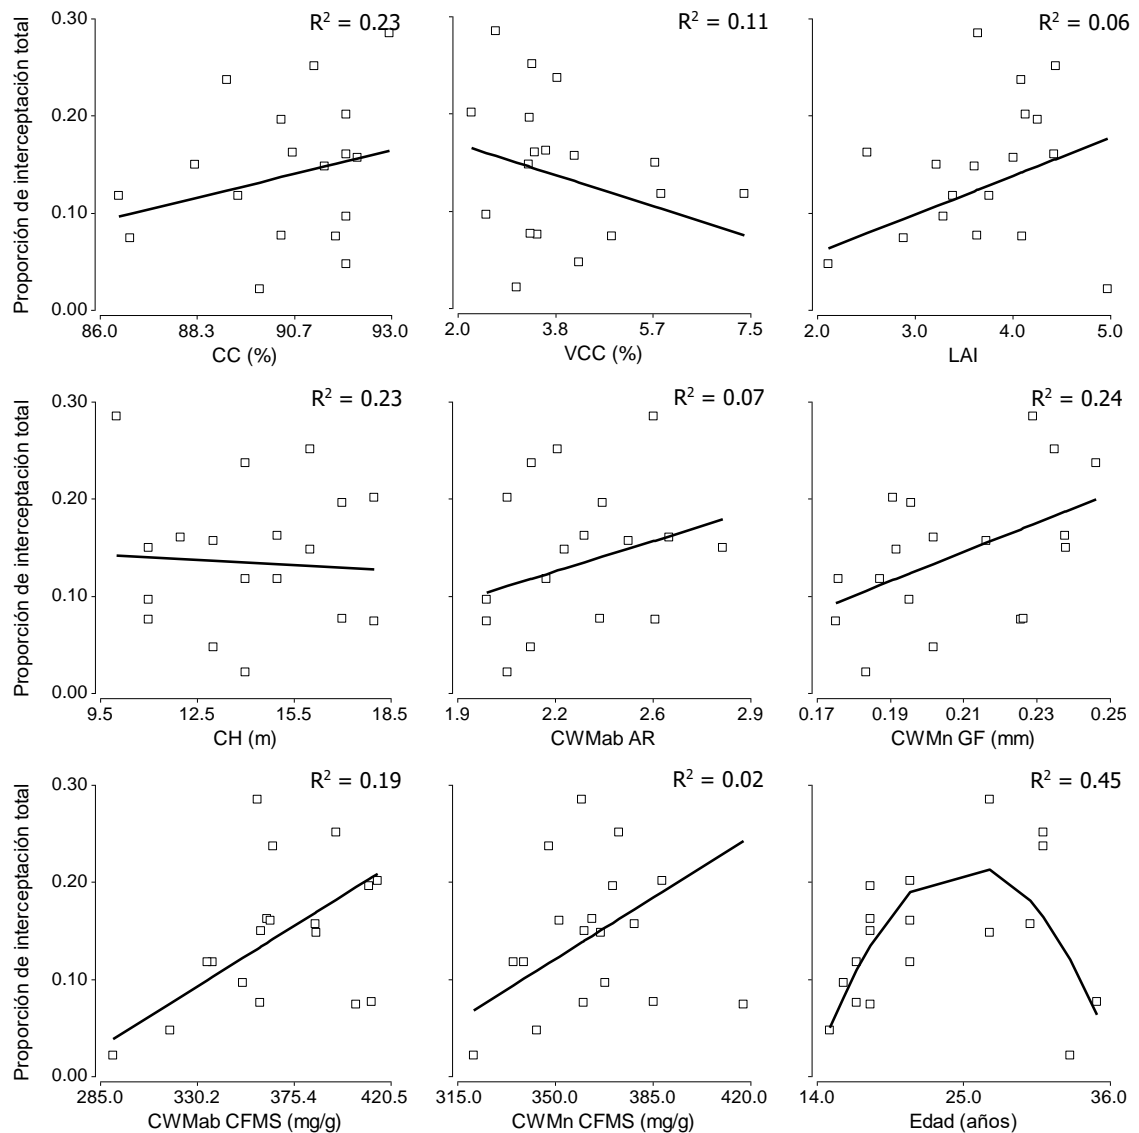 R² = 0.23
R² = 0.11
R² = 0.06
Proporción de interceptación total
0.30
0.20
0.10
0.00
86.0 88.3 90.7 93.0
CC (%)
2.0 3.8 5.7 7.5
VCC (%)
2.0 3.0 4.0 5.0
LAI
R² = 0.23
R² = 0.07
R² = 0.24
Proporción de interceptación total
0.30
0.20
0.10
0.00
9.5 12.5 15.5 18.5
CH (m)
1.9 2.2 2.6 2.9
CWMab AR
0.17 0.19 0.21 0.23 0.25
CWMn GF (mm)
R² = 0.19
R² = 0.02
R² = 0.45
Proporción de interceptación total
0.30
0.20
0.10
0.00
285.0 330.2 375.4 420.5
CWMab CFMS (mg/g)
315.0 350.0 385.0 420.0
CWMn CFMS (mg/g)
14.0 25.0 36.0
Edad (años)